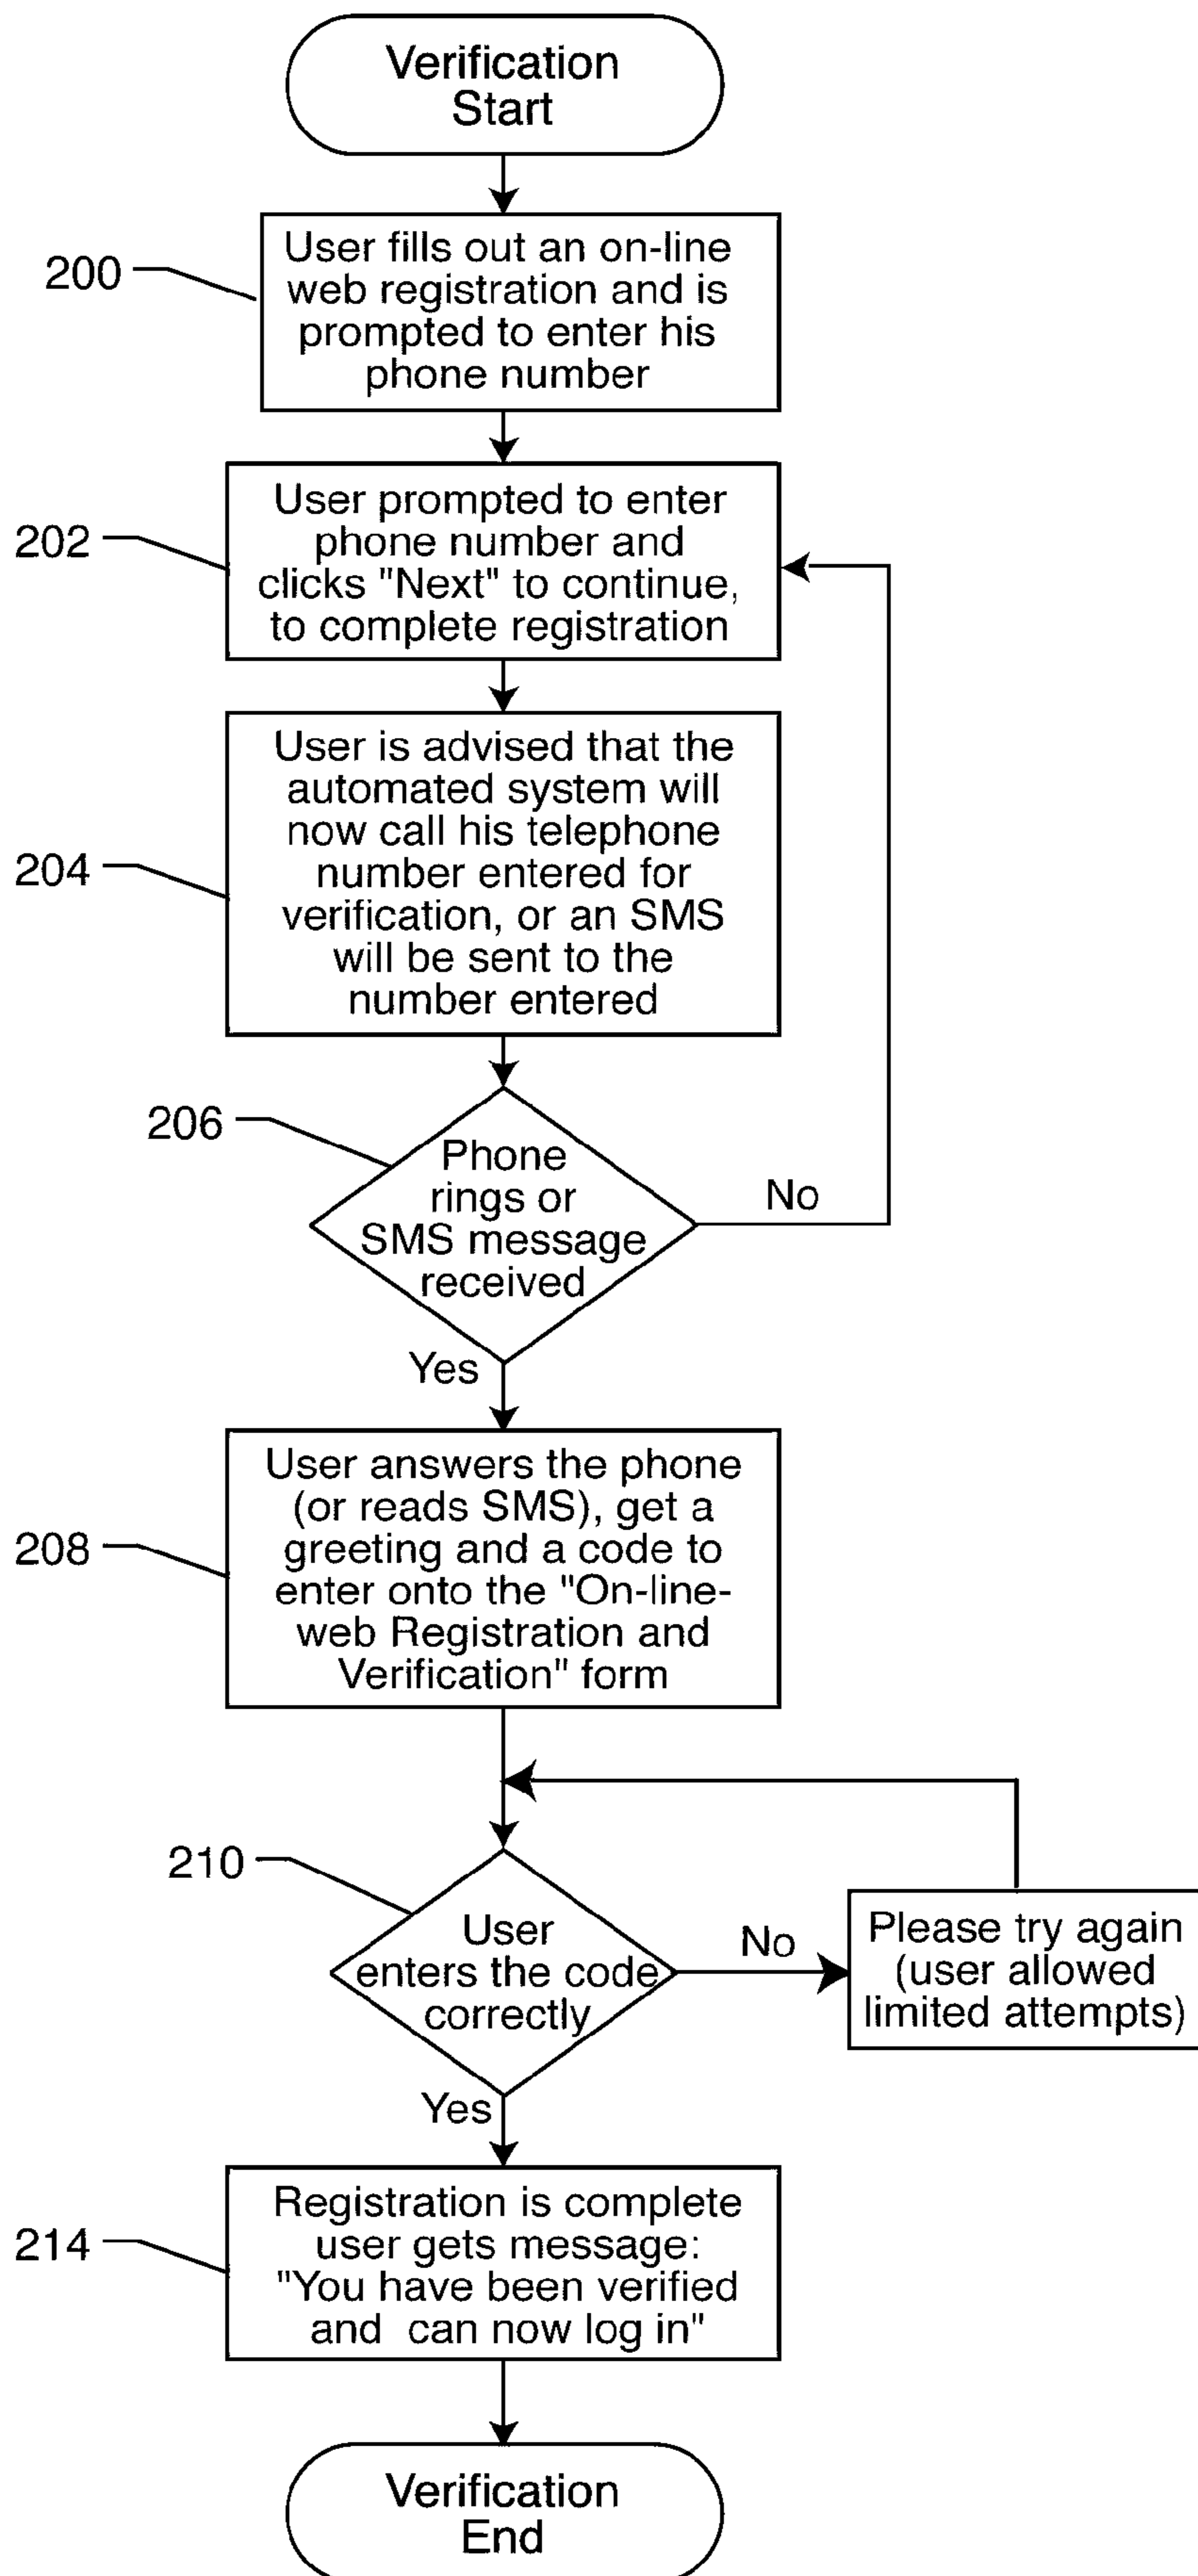 Verification
Start
200
User fills out an on-line
web registration and is
prompted to enter his
phone number
202
User prompted to enter
phone number and
clicks "Next" to continue,
to complete registration
204
User is advised that the
automated system will
now call his telephone
number entered for
verification, or an SMS
will be sent to the
number entered
206
Phone
rings or
SMS message
received
No
Yes
208
User answers the phone
(or reads SMS), get a
greeting and a code to
enter onto the "On-line-
web Registration and
Verification" form
210
User
enters the code
correctly
No
Please try again
(user allowed
limited attempts)
Yes
214
Registration is complete
user gets message:
"You have been verified
and can now log in"
Verification
End